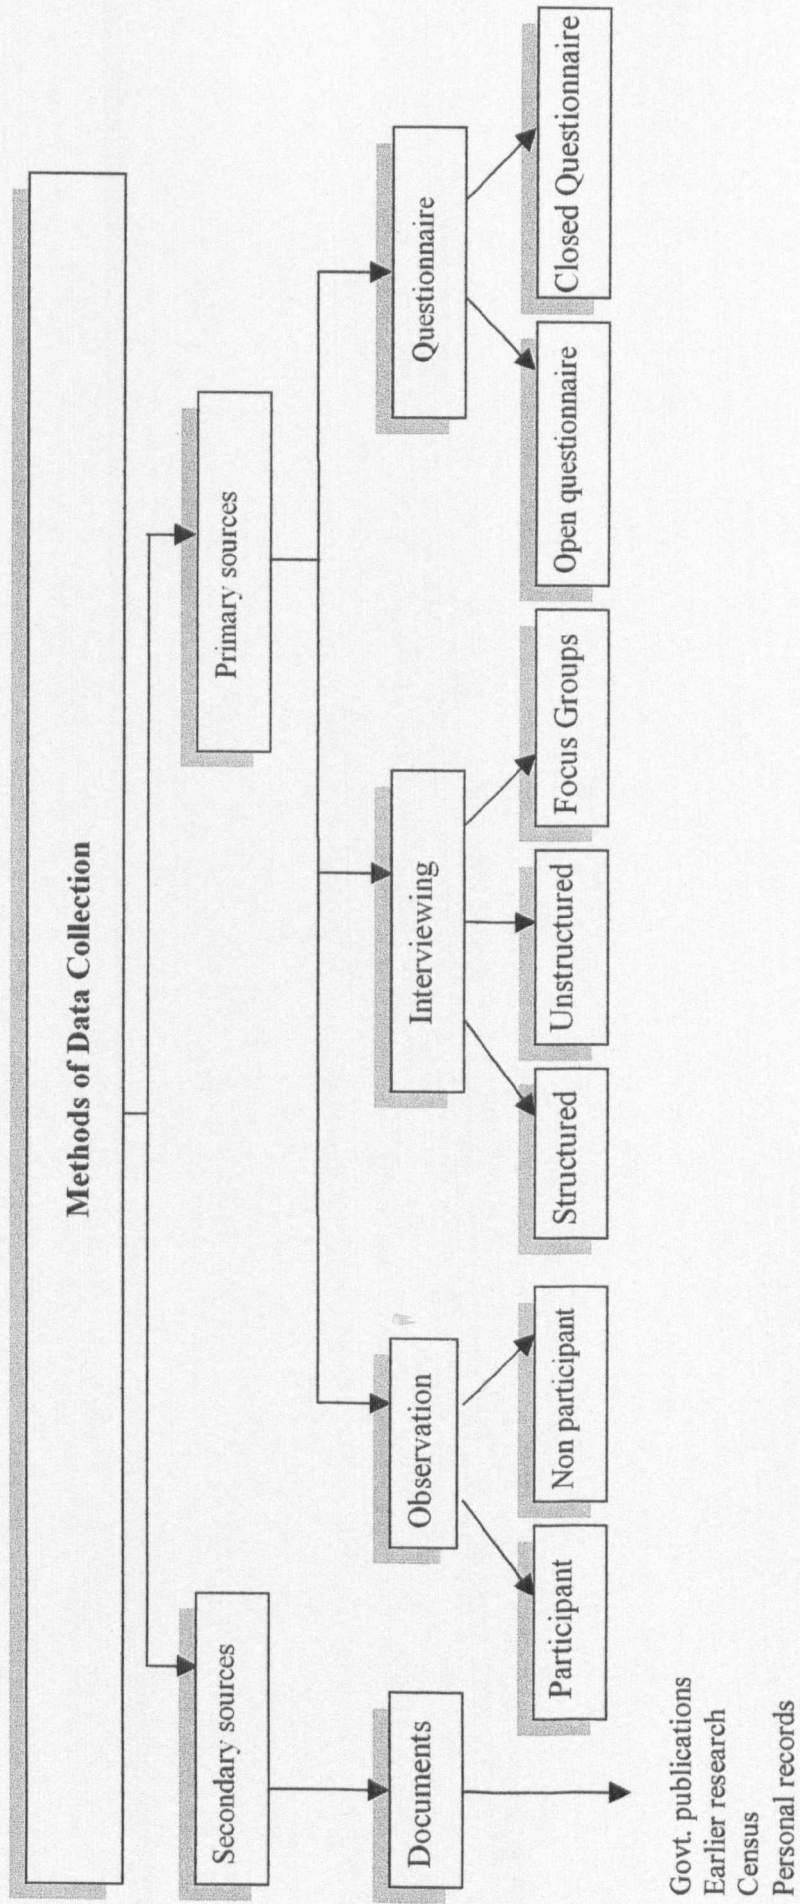 Methods of Data Collection
Secondary sources
Primary sources
Documents
Observation
Interviewing
Questionnaire
Participant
Non participant
Structured
Unstructured
Focus Groups
Open questionnaire
Closed Questionnaire
Govt. publications
Earlier research
Census
Personal records